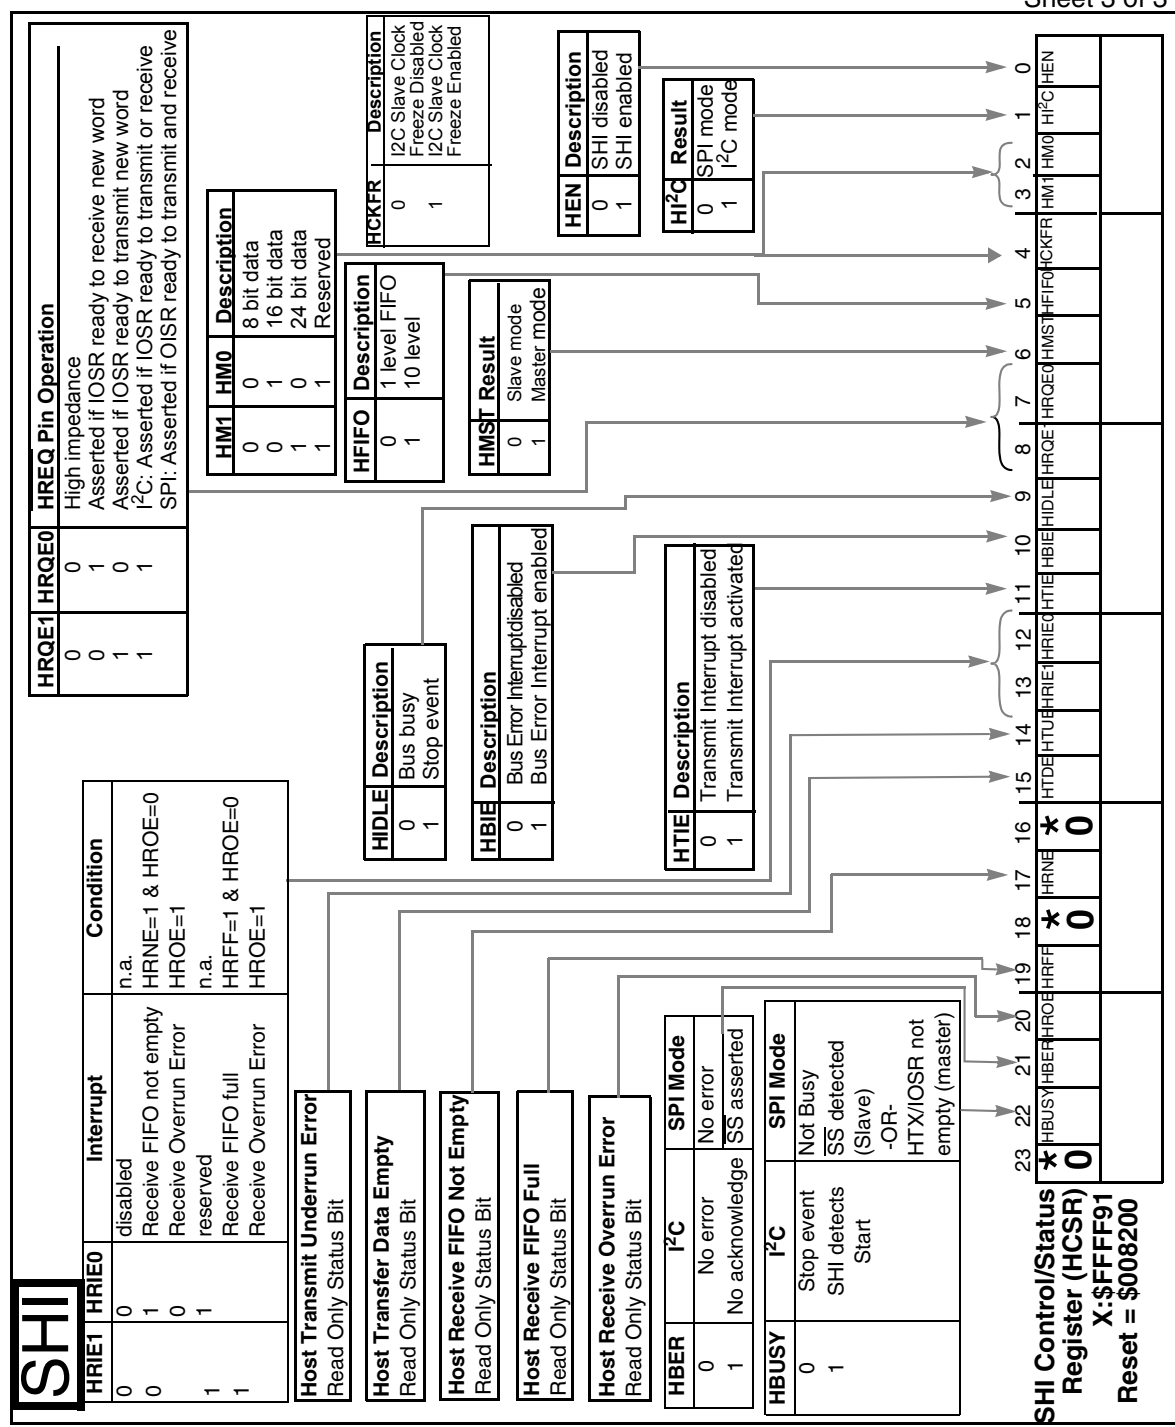 Sheet 3 of 3
SHI
HRIE1 HRIE0 Interrupt Condition
0 0 disabled n.a.
0 1 Receive FIFO not empty HRNE=1 & HROE=0
0 Receive Overrun Error HROE=1
1 reserved n.a.
1 1 Receive FIFO full HRFF=1 & HROE=0
1 Receive Overrun Error HROE=1
HRQE1 HRQE0 HREQ Pin Operation
0 0 High impedance
0 1 Asserted if IOSR ready to receive new word
1 0 Asserted if IOSR ready to transmit new word
1 1 I²C: Asserted if IOSR ready to transmit or receive
SPI: Asserted if OISR ready to transmit and receive
HM1 HM0 Description
0 0 8 bit data
0 1 16 bit data
1 0 24 bit data
1 1 Reserved
HCKFR Description
0 I2C Slave Clock
Freeze Disabled
1 I2C Slave Clock
Freeze Enabled
HFIFO Description
0 1 level FIFO
1 10 level
HMST Result
0 Slave mode
1 Master mode
HEN Description
0 SHI disabled
1 SHI enabled
HI²C Result
0 SPI mode
1 I²C mode
HIDLE Description
0 Bus busy
1 Stop event
HBIE Description
0 Bus Error Interruptdisabled
1 Bus Error Interrupt enabled
HTIE Description
0 Transmit Interrupt disabled
1 Transmit Interrupt activated
Host Transmit Underrun Error
Read Only Status Bit
Host Transfer Data Empty
Read Only Status Bit
Host Receive FIFO Not Empty
Read Only Status Bit
Host Receive FIFO Full
Read Only Status Bit
Host Receive Overrun Error
Read Only Status Bit
HBER I²C SPI Mode
0 No error No error
1 No acknowledge SS asserted
HBUSY I²C SPI Mode
0 Stop event Not Busy
1 SHI detects SS detected
Start (Slave)
-OR-
HTX/IOSR not
empty (master)
23 22 21 20 19 18 17 16 15 14 13 12 11 10 9 8 7 6 5 4 3 2 1 0
* HBUSY HBER HROE HRFF * HRNE * HTDE HTUE HRIE1 HRIE0 HTIE HBIE HIDLE HRQE1 HRQE0 HMST HFIF0 HCKFR HM1 HM0 HI²C HEN
0 0 0
SHI Control/Status
Register (HCSR)
X:$FFFF91
Reset = $008200